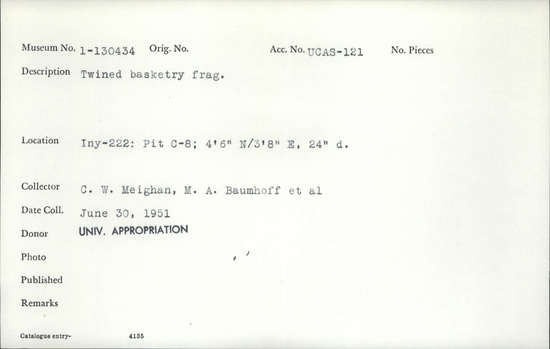 Museum No. 1-130434 Orig. No. Acc. No. UCAS-121 No. Pieces
Description Twined basketry frag.
Location Iny-222: Pit C-8; 4'6" N/3'8" E, 24" d.
Collector C. W. Meighan, M. A. Baumhoff et al
Date Coll. June 30, 1951
Donor UNIV. APPROPRIATION
Photo
Published
Remarks
Catalogue entry- 4135